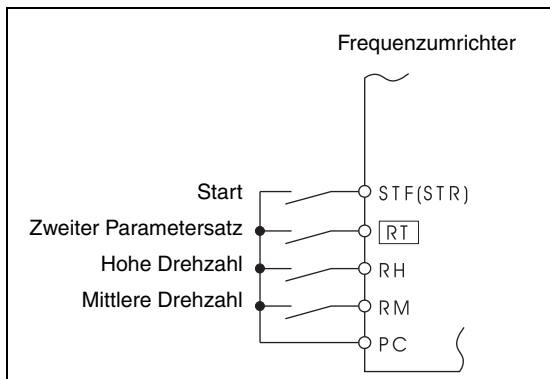 Frequenzumrichter
Start STF(STR)
Zweiter Parametersatz RT
Hohe Drehzahl RH
Mittlere Drehzahl RM
PC